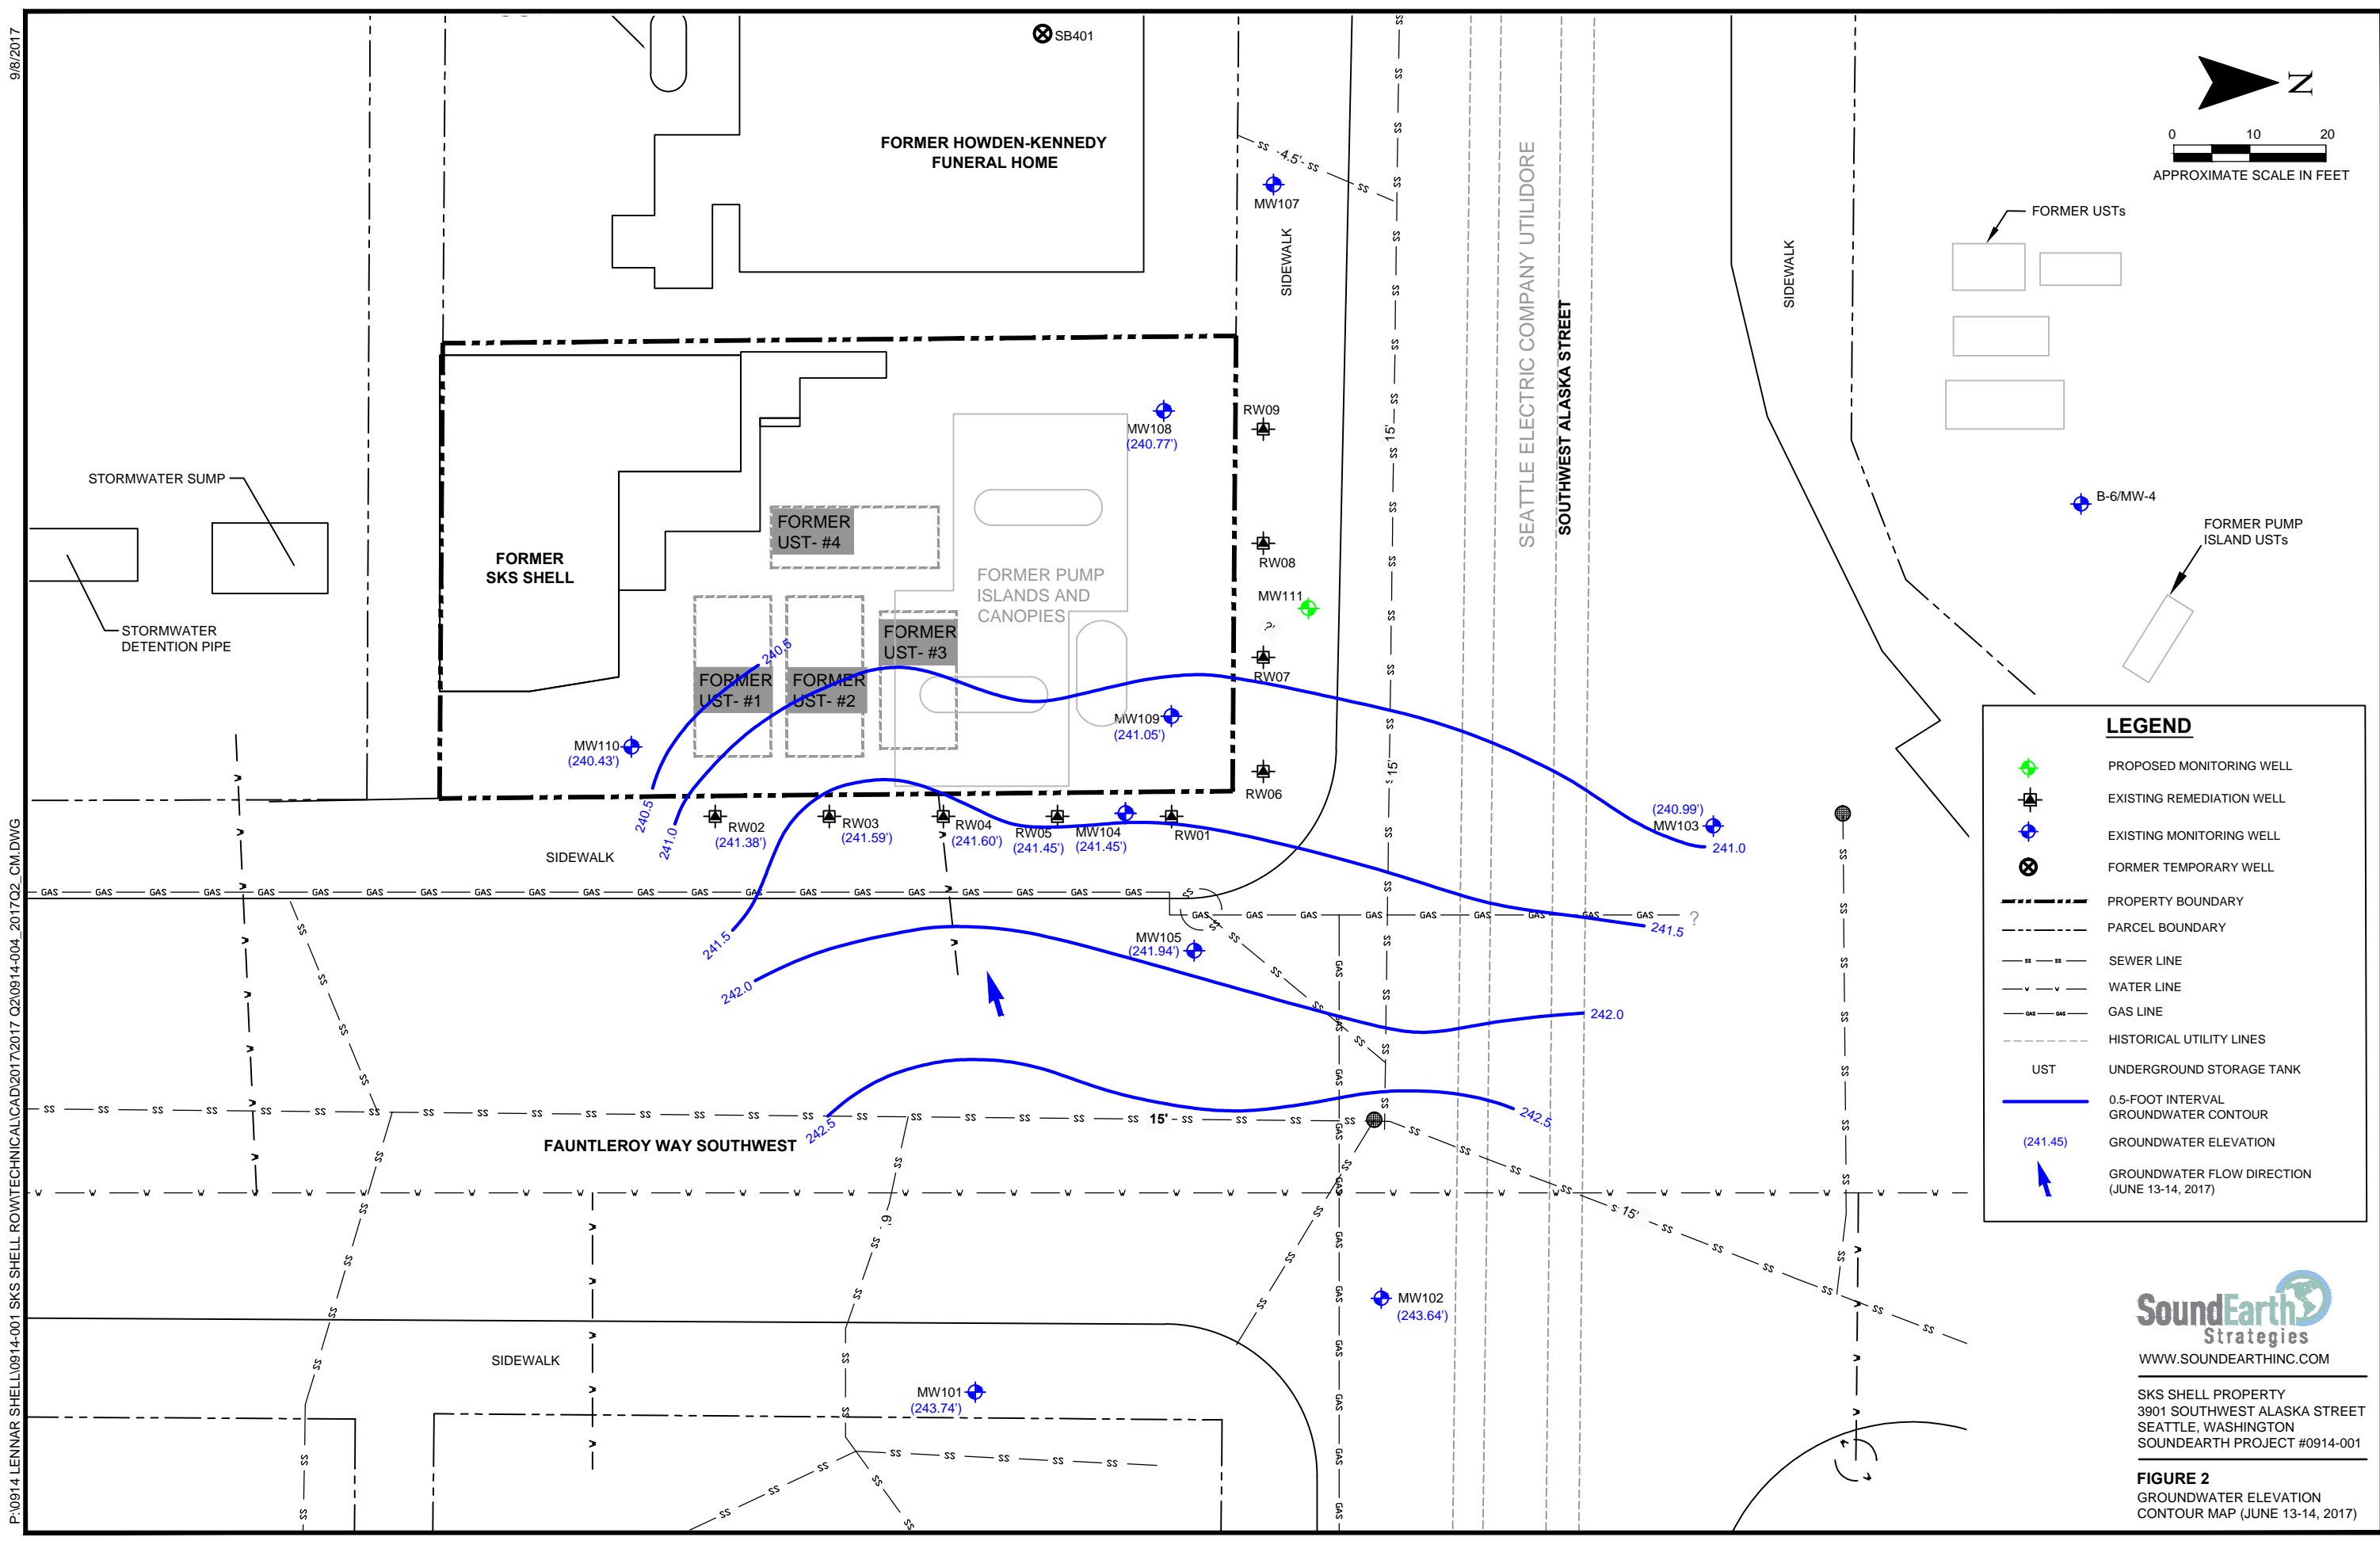 9/8/2017
P:\0914 LENNAR SHELL\0914-001 SKS SHELL ROW\TECHNICAL\CAD\2017\2017 Q2\0914-004_2017Q2_CM.DWG
SB401
FORMER HOWDEN-KENNEDY
FUNERAL HOME
MW107
SIDEWALK
4.5'
SEATTLE ELECTRIC COMPANY UTILIDORE
SOUTHWEST ALASKA STREET
SIDEWALK
N
0 10 20
APPROXIMATE SCALE IN FEET
FORMER USTs
B-6/MW-4
FORMER PUMP
ISLAND USTs
STORMWATER SUMP
STORMWATER
DETENTION PIPE
FORMER
SKS SHELL
FORMER
UST- #4
FORMER
UST- #3
FORMER
UST- #1
FORMER
UST- #2
FORMER PUMP
ISLANDS AND
CANOPIES
MW108
(240.77')
RW09
RW08
MW111
?'
RW07
RW06
15'
15'
MW109
(241.05')
MW110
(240.43')
240.5
240.5
241.0
RW02
(241.38')
RW03
(241.59')
RW04
(241.60')
RW05
(241.45')
MW104
(241.45')
RW01
(240.99')
MW103
241.0
SIDEWALK
GAS
?
241.5
241.5
MW105
(241.94')
242.0
242.0
242.5
242.5
15'
FAUNTLEROY WAY SOUTHWEST
SS
W
9'
15'
MW102
(243.64')
SIDEWALK
MW101
(243.74')
LEGEND
PROPOSED MONITORING WELL
EXISTING REMEDIATION WELL
EXISTING MONITORING WELL
FORMER TEMPORARY WELL
PROPERTY BOUNDARY
PARCEL BOUNDARY
SS SS SEWER LINE
W W WATER LINE
GAS GAS GAS LINE
HISTORICAL UTILITY LINES
UST UNDERGROUND STORAGE TANK
0.5-FOOT INTERVAL
GROUNDWATER CONTOUR
(241.45) GROUNDWATER ELEVATION
GROUNDWATER FLOW DIRECTION
(JUNE 13-14, 2017)
SoundEarth
Strategies
WWW.SOUNDEARTHINC.COM
SKS SHELL PROPERTY
3901 SOUTHWEST ALASKA STREET
SEATTLE, WASHINGTON
SOUNDEARTH PROJECT #0914-001
FIGURE 2
GROUNDWATER ELEVATION
CONTOUR MAP (JUNE 13-14, 2017)